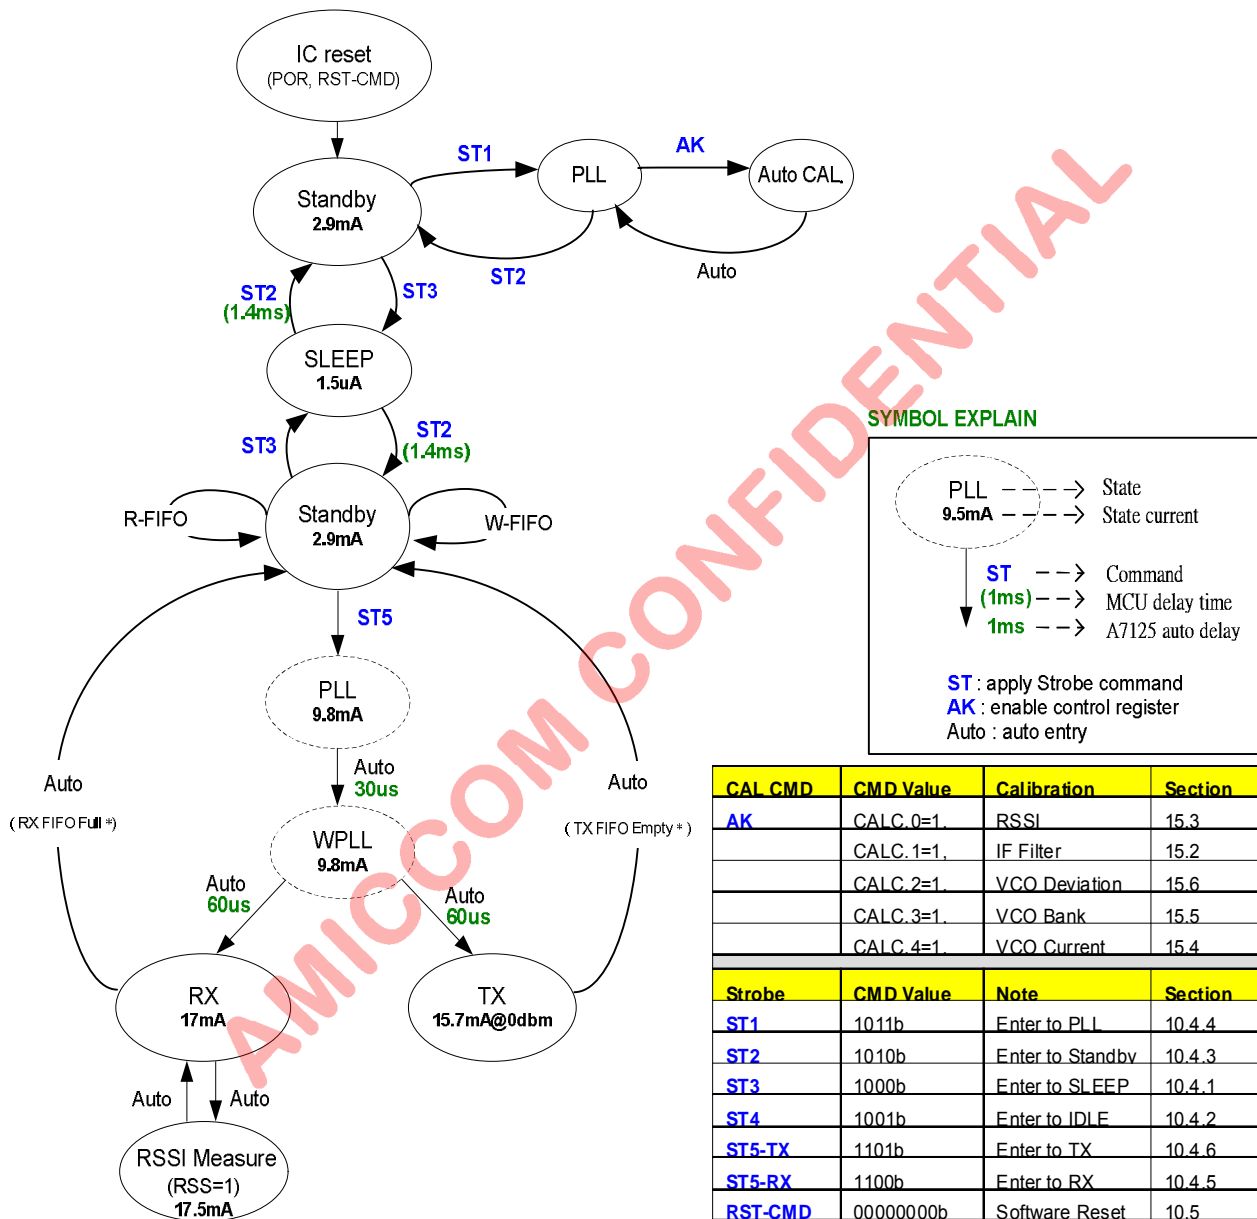 IC reset
(POR, RST-CMD)
ST1
AK
Standby
2.9mA
PLL
Auto CAL.
ST2
Auto
ST2
(1.4ms)
ST3
SLEEP
1.5uA
ST3
ST2
(1.4ms)
R-FIFO
Standby
2.9mA
W-FIFO
ST5
PLL
9.8mA
Auto
30us
Auto
(RX FIFO Full *)
Auto
(TX FIFO Empty *)
WPLL
9.8mA
Auto
60us
Auto
60us
RX
17mA
TX
15.7mA@0dbm
Auto
Auto
RSSI Measure
(RSS=1)
17.5mA
AMICCOM CONFIDENTIAL
SYMBOL EXPLAIN
PLL
9.5mA
State
State current
ST
(1ms)
1ms
Command
MCU delay time
A7125 auto delay
ST : apply Strobe command
AK : enable control register
Auto : auto entry
CAL CMD CMD Value Calibration Section
AK CALC.0=1, RSSI 15.3
CALC.1=1, IF Filter 15.2
CALC.2=1, VCO Deviation 15.6
CALC.3=1, VCO Bank 15.5
CALC.4=1, VCO Current 15.4
Strobe CMD Value Note Section
ST1 1011b Enter to PLL 10.4.4
ST2 1010b Enter to Standby 10.4.3
ST3 1000b Enter to SLEEP 10.4.1
ST4 1001b Enter to IDLE 10.4.2
ST5-TX 1101b Enter to TX 10.4.6
ST5-RX 1100b Enter to RX 10.4.5
RST-CMD 00000000b Software Reset 10.5